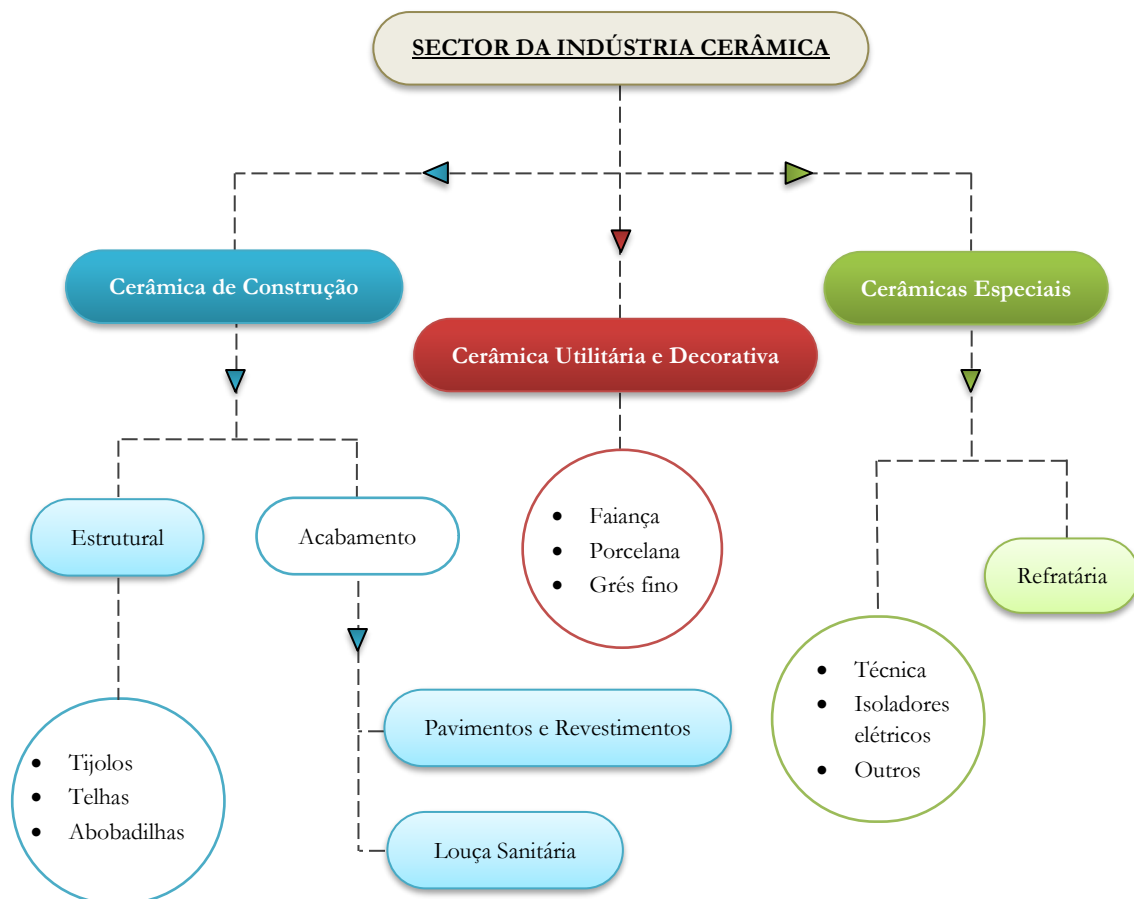 SECTOR DA INDÚSTRIA CERÂMICA
Cerâmica de Construção
Cerâmicas Especiais
Cerâmica Utilitária e Decorativa
Estrutural
Acabamento
• Faiança
• Porcelana
• Grés fino
Refratária
• Tijolos
• Telhas
• Abobadilhas
Pavimentos e Revestimentos
Louça Sanitária
• Técnica
• Isoladores
elétricos
• Outros